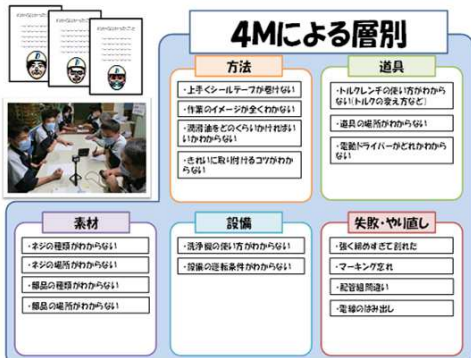 4Mによる層別
方法
・上手くシールテープが巻けない
・作業のイメージが全くわかない
・潤滑油をどのくらいかければい
いかわからない
・きれいに取り付けるコツがわか
らない
道具
・トルクレンチの使い方がわから
ない(トルクの変え方など)
・道具の場所がわからない
・電動ドライバーがどれかわから
ない
素材
・ネジの種類がわからない
・ネジの場所がわからない
・部品の種類がわからない
・部品の場所がわからない
設備
・洗浄機の使い方がわからない
・設備の運転条件がわからない
失敗・やり直し
・強く締めすぎて割れた
・マーキング忘れ
・配管組間違い
・電線のはみ出し